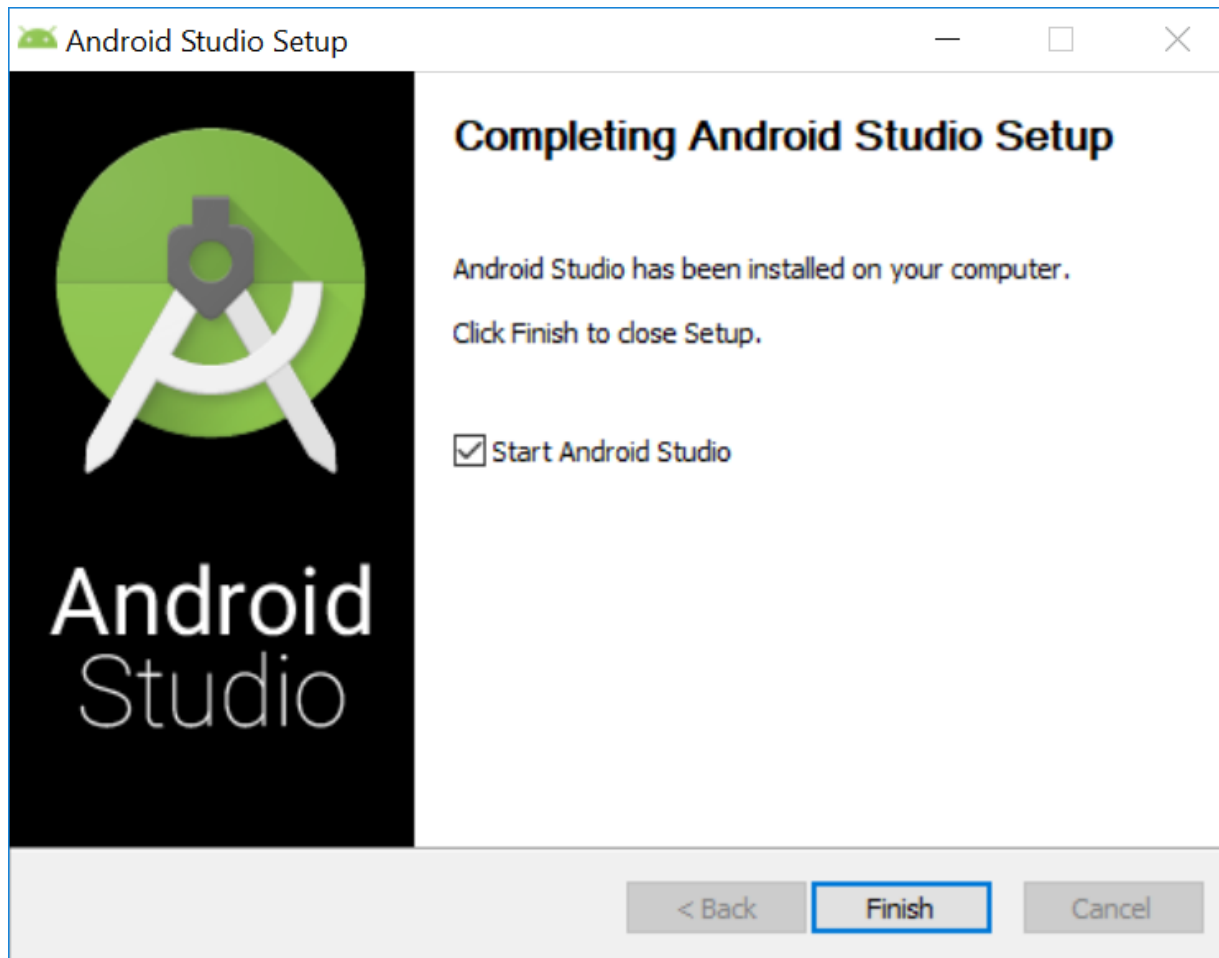 Android Studio Setup
Completing Android Studio Setup
Android Studio has been installed on your computer.
Click Finish to close Setup.
Start Android Studio
Android
Studio
< Back
Finish
Cancel